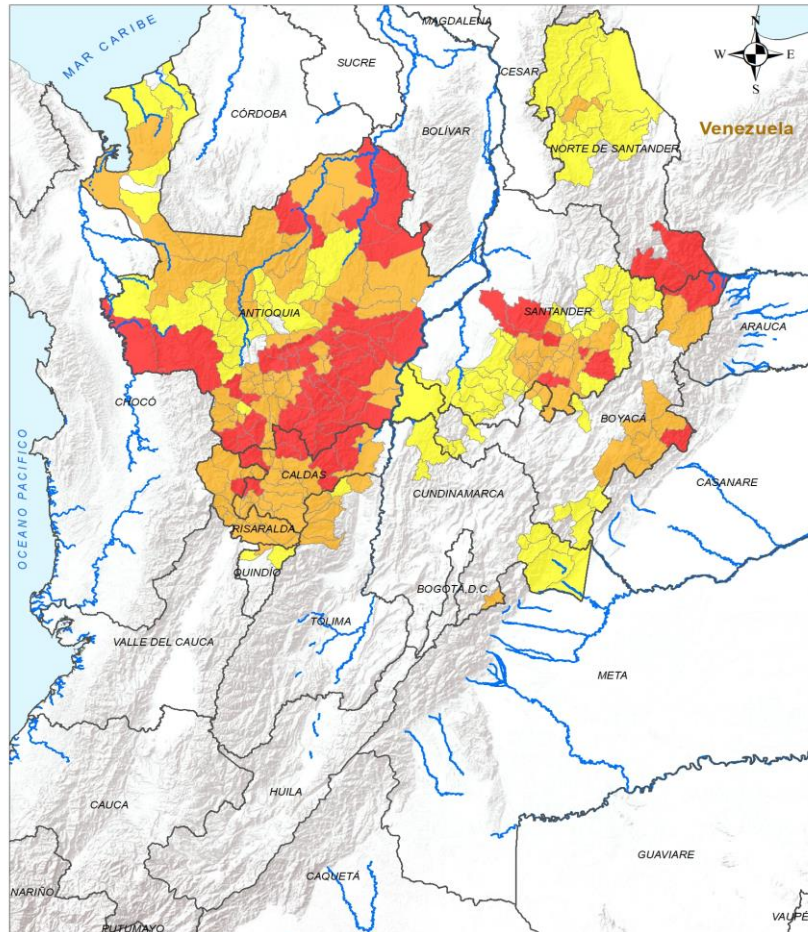 MAGDALENA
MAR CARIBE
N
SUCRE
W E
CESAR
S
CÓRDOBA
BOLÍVAR
Venezuela
NORTE DE SANTANDER
ANTIOQUIA
SANTANDER
ARAUCA
CHOCÓ
BOYACÁ
CALDAS
CUNDINAMARCA
CASANARE
OCEANO PACIFICO
RISARALDA
QUINDÍO
BOGOTÁ, D.C
TOLIMA
VALLE DEL CAUCA
META
HUILA
CAUCA
GUAVIARE
CAQUETÁ
NARIÑO
VAUPÉ
PUTUMAYO